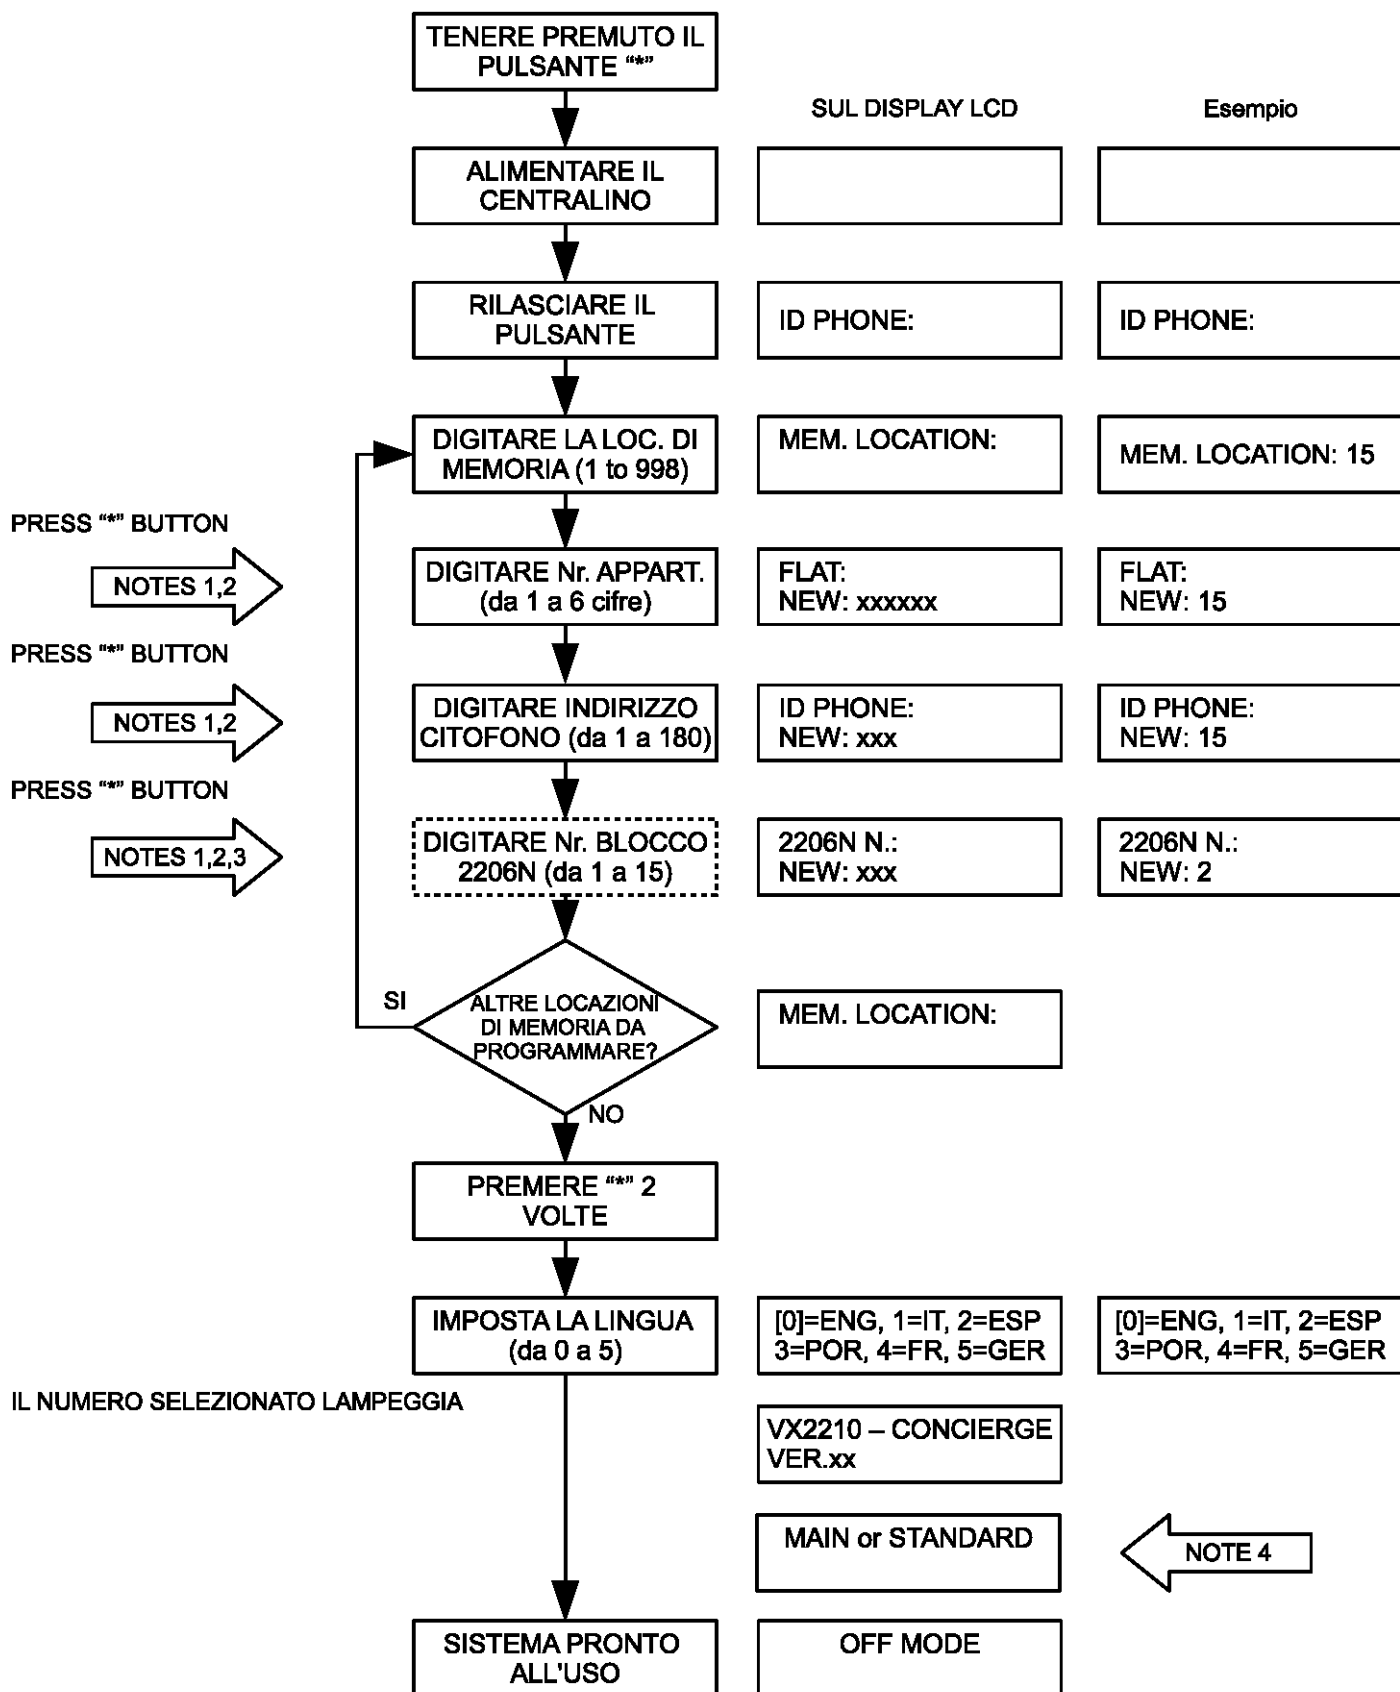 TENERE PREMUTO IL
PULSANTE “*”
SUL DISPLAY LCD
Esempio
ALIMENTARE IL
CENTRALINO
RILASCIARE IL
PULSANTE
ID PHONE:
ID PHONE:
DIGITARE LA LOC. DI
MEMORIA (1 to 998)
MEM. LOCATION:
MEM. LOCATION: 15
PRESS “*” BUTTON
NOTES 1,2
DIGITARE Nr. APPART.
(da 1 a 6 cifre)
FLAT:
NEW: xxxxxx
FLAT:
NEW: 15
PRESS “*” BUTTON
NOTES 1,2
DIGITARE INDIRIZZO
CITOFONO (da 1 a 180)
ID PHONE:
NEW: xxx
ID PHONE:
NEW: 15
PRESS “*” BUTTON
NOTES 1,2,3
DIGITARE Nr. BLOCCO
2206N (da 1 a 15)
2206N N.:
NEW: xxx
2206N N.:
NEW: 2
SI
ALTRE LOCAZIONI
DI MEMORIA DA
PROGRAMMARE?
MEM. LOCATION:
NO
PREMERE “*” 2
VOLTE
IMPOSTA LA LINGUA
(da 0 a 5)
[0]=ENG, 1=IT, 2=ESP
3=POR, 4=FR, 5=GER
[0]=ENG, 1=IT, 2=ESP
3=POR, 4=FR, 5=GER
IL NUMERO SELEZIONATO LAMPEGGIA
VX2210 – CONCIERGE
VER.xx
MAIN or STANDARD
NOTE 4
SISTEMA PRONTO
ALL'USO
OFF MODE